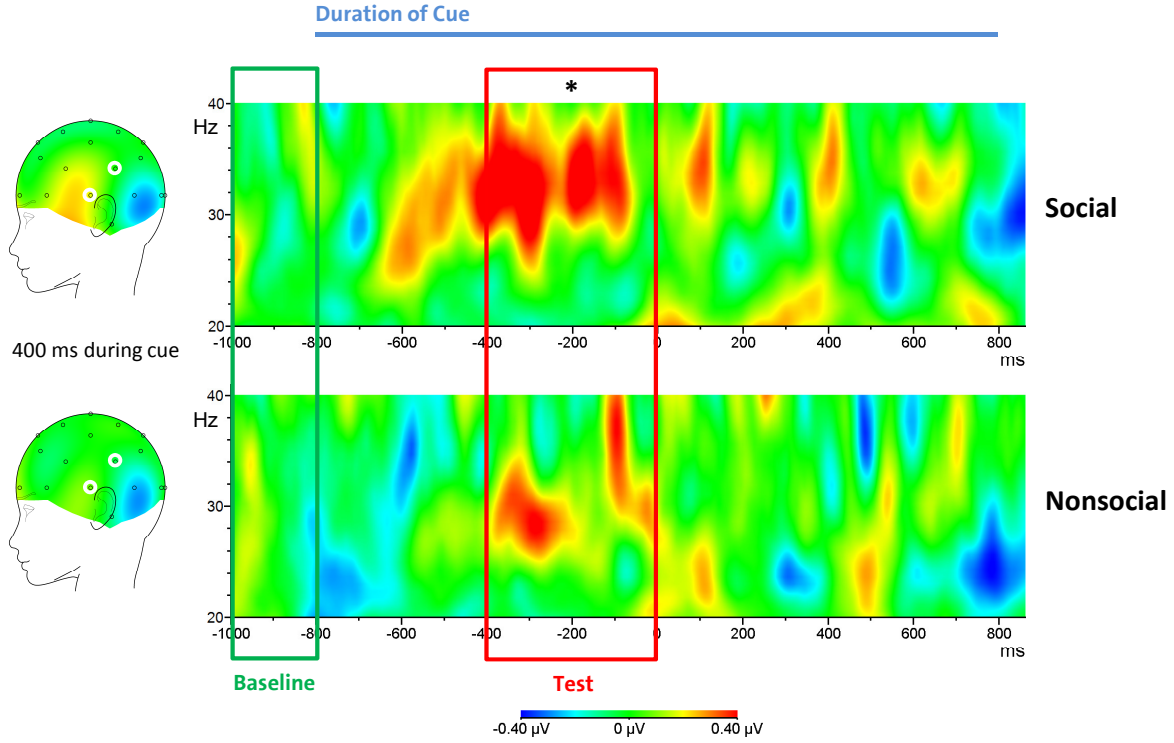 Duration of Cue
*
40
Hz
30
20
-1000 -800 -600 -400 -200 0 200 400 600 800
ms
Social
400 ms during cue
40
Hz
30
20
-1000 -800 -600 -400 -200 0 200 400 600 800
ms
Nonsocial
Baseline
Test
-0.40 µV 0 µV 0.40 µV